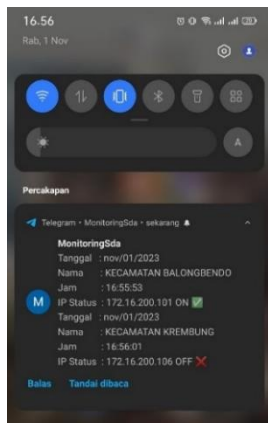 16.56
Rab, 1 Nov
A
Percakapan
Telegram • MonitoringSda • sekarang
MonitoringSda
Tanggal : nov/01/2023
Nama : KECAMATAN BALONGBENDO
Jam : 16:55:53
M
IP Status : 172.16.200.101 ON ✅
Tanggal : nov/01/2023
Nama : KECAMATAN KREMBUNG
Jam : 16:56:01
IP Status : 172.16.200.106 OFF ❌
Balas Tandai dibaca